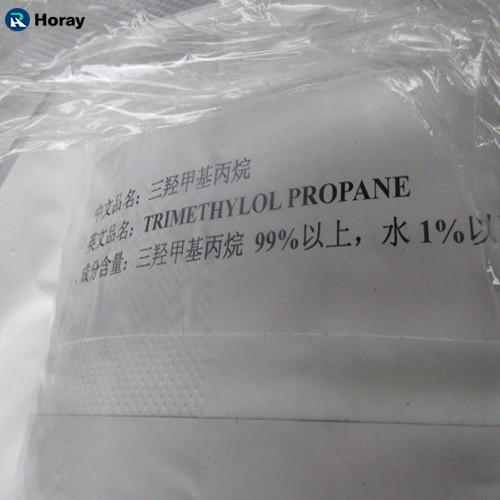 Horay
中文品名：三羟甲基丙烷
英文品名：TRIMETHYLOL PROPANE
成分含量：三羟甲基丙烷 99%以上，水 1%以